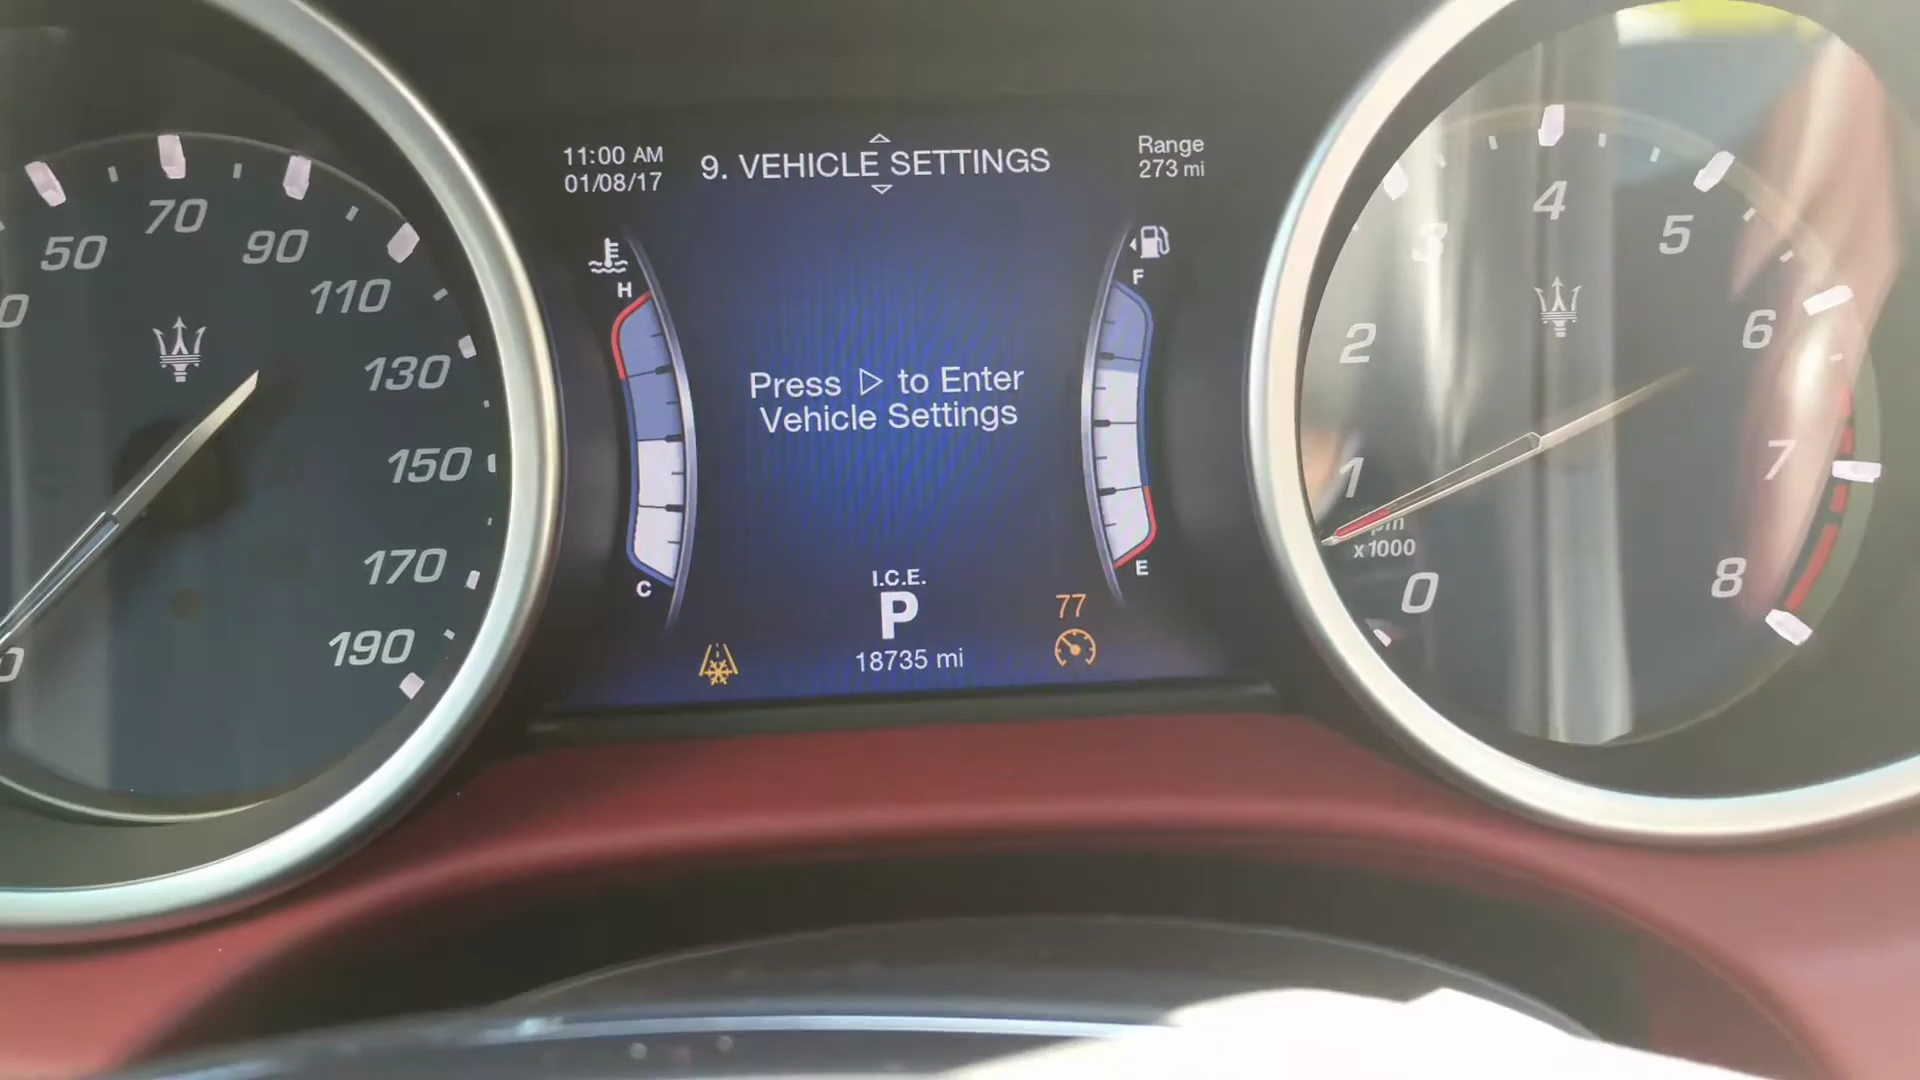 11:00 AM
01/08/17
9. VEHICLE SETTINGS
Range
273 mi
H
C
F
E
Press ▷ to Enter
Vehicle Settings
I.C.E.
P
18735 mi
77
50
70
90
110
130
150
170
190
0
1
2
3
4
5
6
7
8
x1000